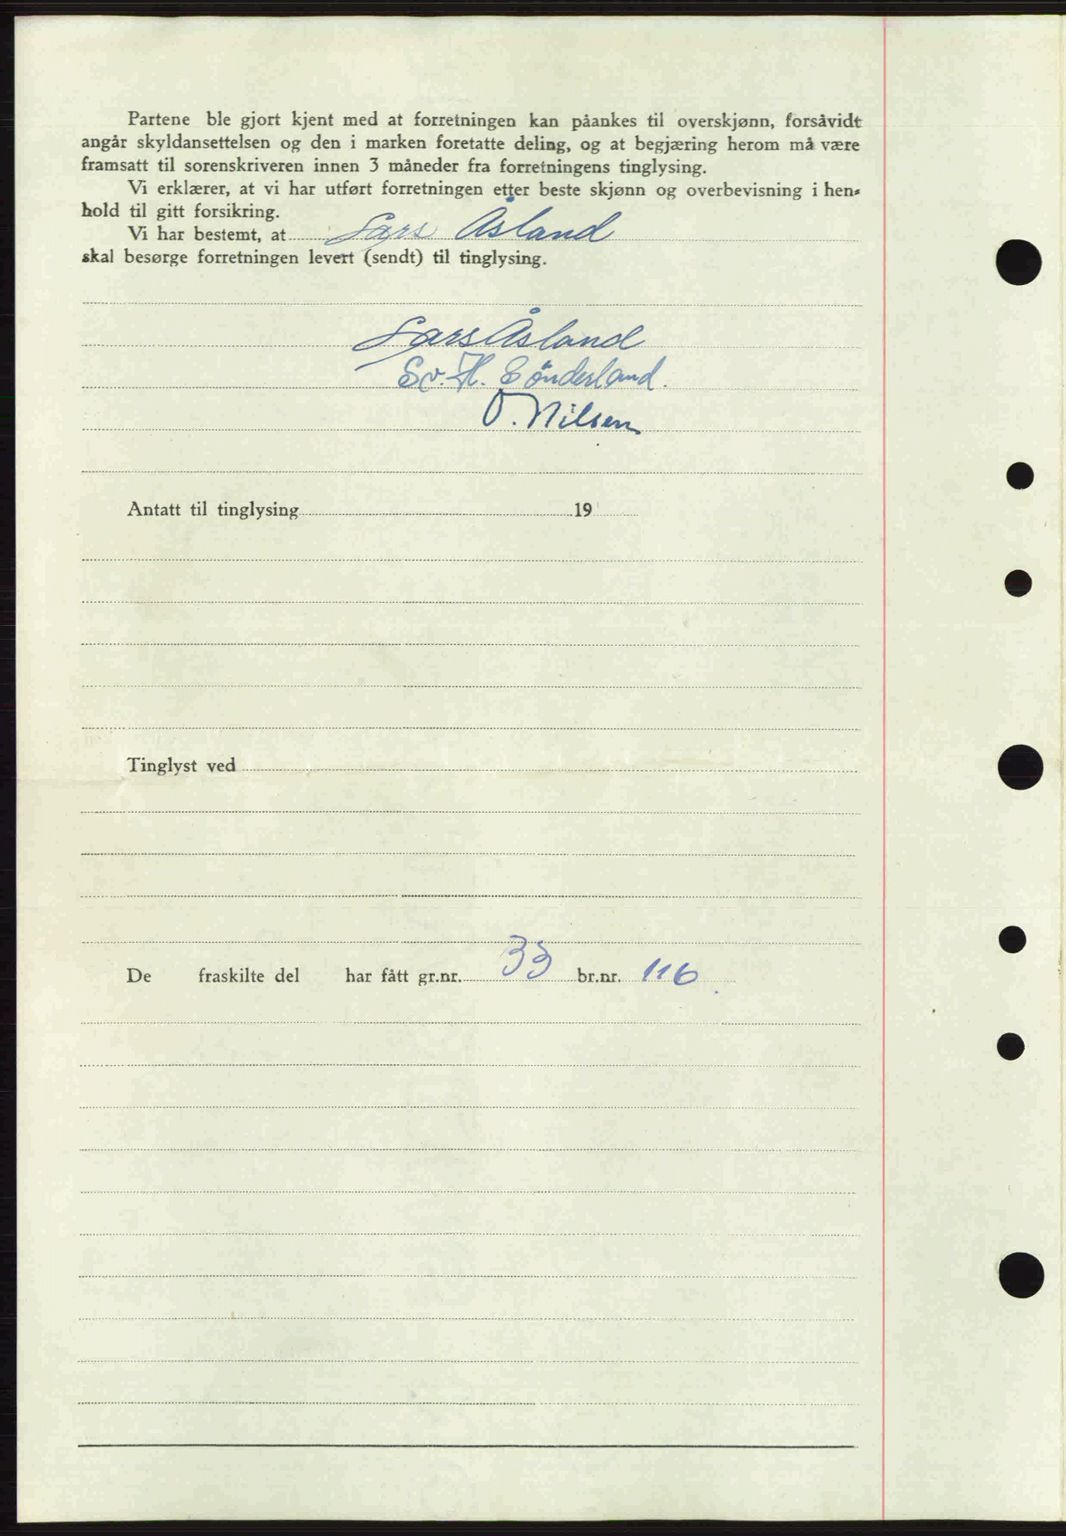 Partene ble gjort kjent med at forretningen kan påankes til overskjønn, forsåvidt
angår skyldansettelsen og den i marken foretatte deling, og at begjæring herom må være
framsatt til sorenskriveren innen 3 måneder fra forretningens tinglysing.
Vi erklærer, at vi har utført forretningen etter beste skjønn og overbevisning i hen-
hold til gitt forsikring.
Vi har bestemt, at Lars Åsland
skal besørge forretningen levert (sendt) til tinglysing.
Lars Åsland
Sv. H. Sönderland.
O. Nilsen
Antatt til tinglysing 19
Tinglyst ved
De fraskilte del har fått gr.nr. 33 br.nr. 116